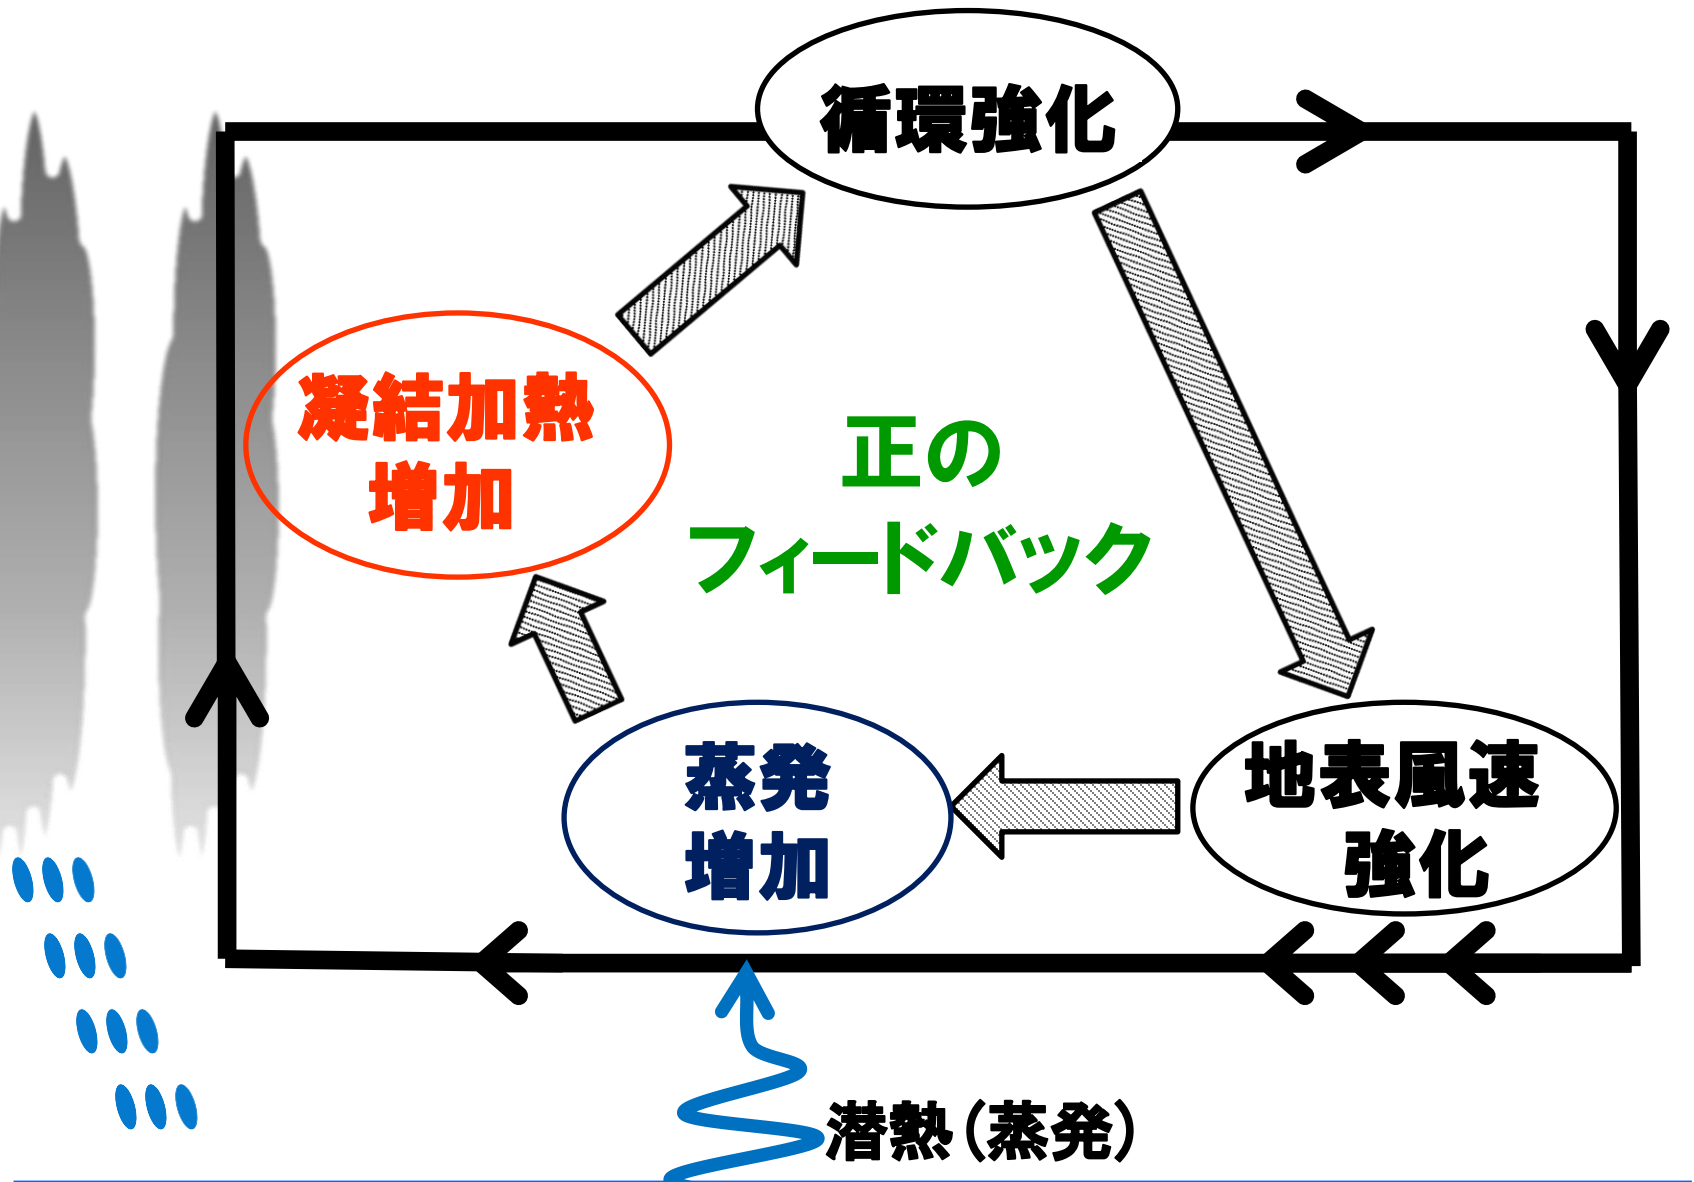 循環強化
凝結加熱
増加
正の
フィードバック
蒸発
増加
地表風速
強化
潜熱(蒸発)